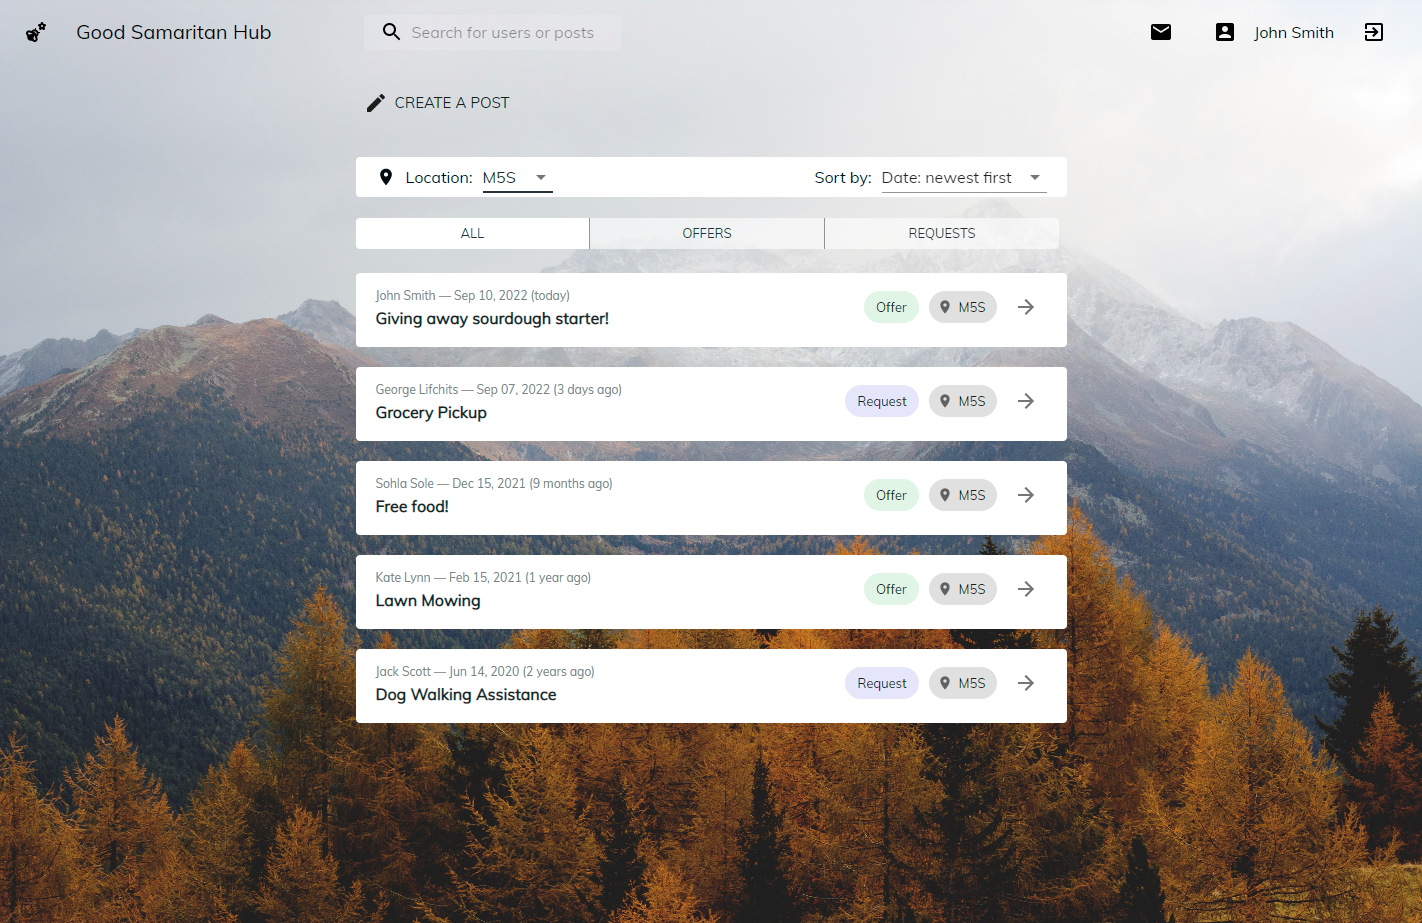 Good Samaritan Hub
Search for users or posts
John Smith
CREATE A POST
Location: M5S
Sort by: Date: newest first
ALL
OFFERS
REQUESTS
John Smith — Sep 10, 2022 (today)
Giving away sourdough starter!
Offer
M5S
George Lifchits — Sep 07, 2022 (3 days ago)
Grocery Pickup
Request
M5S
Sohla Sole — Dec 15, 2021 (9 months ago)
Free food!
Offer
M5S
Kate Lynn — Feb 15, 2021 (1 year ago)
Lawn Mowing
Offer
M5S
Jack Scott — Jun 14, 2020 (2 years ago)
Dog Walking Assistance
Request
M5S